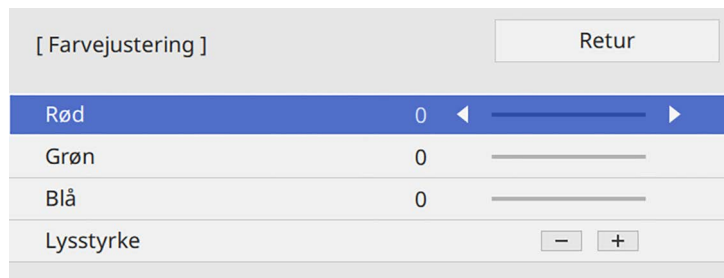 [ Farvejustering ]
Retur
Rød 0
Grøn 0
Blå 0
Lysstyrke − +